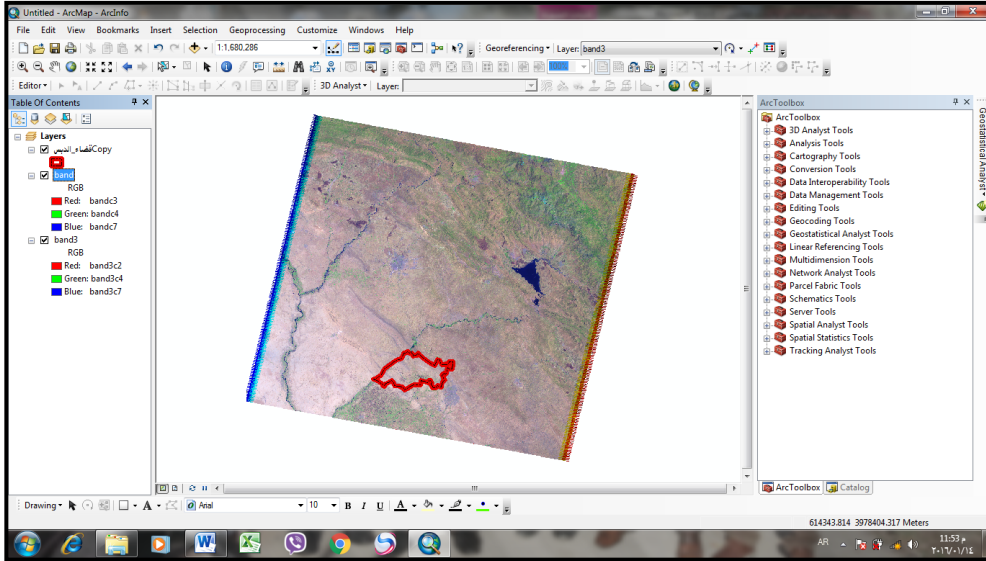 Untitled - ArcMap - ArcInfo
File Edit View Bookmarks Insert Selection Geoprocessing Customize Windows Help
1:1,680,286
Georeferencing Layer: band3
Editor 3D Analyst Layer:
Table Of Contents
Layers
Copyقضاء_الدبس
band
RGB
Red: bandc3
Green: bandc4
Blue: bandc7
band3
RGB
Red: band3c2
Green: band3c4
Blue: band3c7
ArcToolbox
ArcToolbox
3D Analyst Tools
Analysis Tools
Cartography Tools
Conversion Tools
Data Interoperability Tools
Data Management Tools
Editing Tools
Geocoding Tools
Geostatistical Analyst Tools
Linear Referencing Tools
Multidimension Tools
Network Analyst Tools
Parcel Fabric Tools
Schematics Tools
Server Tools
Spatial Analyst Tools
Spatial Statistics Tools
Tracking Analyst Tools
ArcToolbox Catalog
Geostatistical Analyst
Drawing A Arial 10 B I U A
614343.814 3978404.317 Meters
AR
11:53 م
٢٠١٦/٠١/١٤